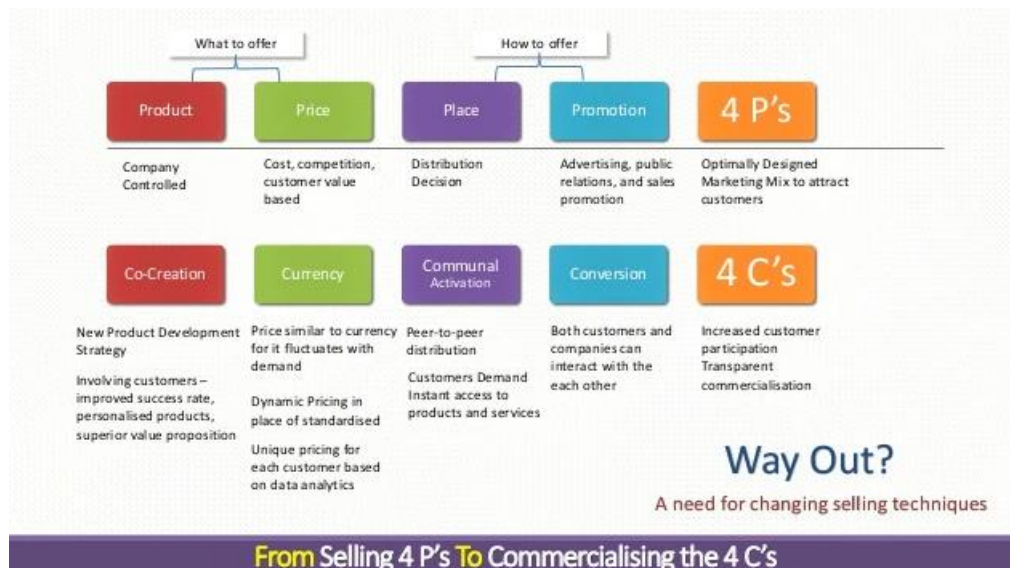 What to offer
How to offer
Product
Price
Place
Promotion
4 P's
Company
Controlled
Cost, competition,
customer value
based
Distribution
Decision
Advertising, public
relations, and sales
promotion
Optimally Designed
Marketing Mix to attract
customers
Co-Creation
Currency
Communal
Activation
Conversion
4 C's
New Product Development
Strategy
Involving customers –
improved success rate,
personalised products,
superior value proposition
Price similar to currency
for it fluctuates with
demand
Dynamic Pricing in
place of standardised
Unique pricing for
each customer based
on data analytics
Peer-to-peer
distribution
Customers Demand
Instant access to
products and services
Both customers and
companies can
interact with the
each other
Increased customer
participation
Transparent
commercialisation
Way Out?
A need for changing selling techniques
From Selling 4 P's To Commercialising the 4 C's